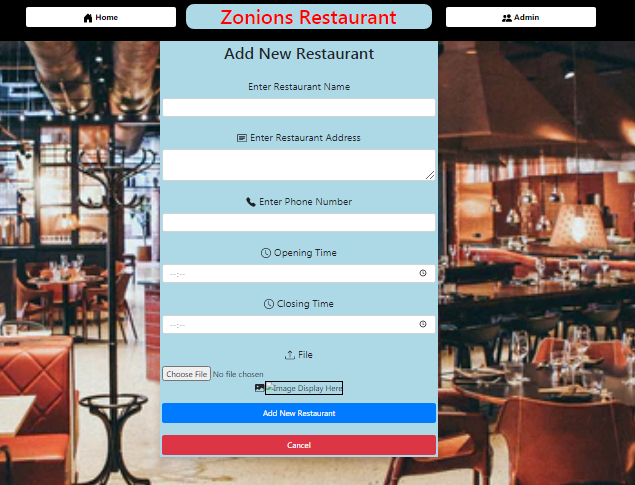 Home
Zonions Restaurant
Admin
Add New Restaurant
Enter Restaurant Name
Enter Restaurant Address
Enter Phone Number
Opening Time
--:--
Closing Time
--:--
File
Choose File No file chosen
Image Display Here
Add New Restaurant
Cancel